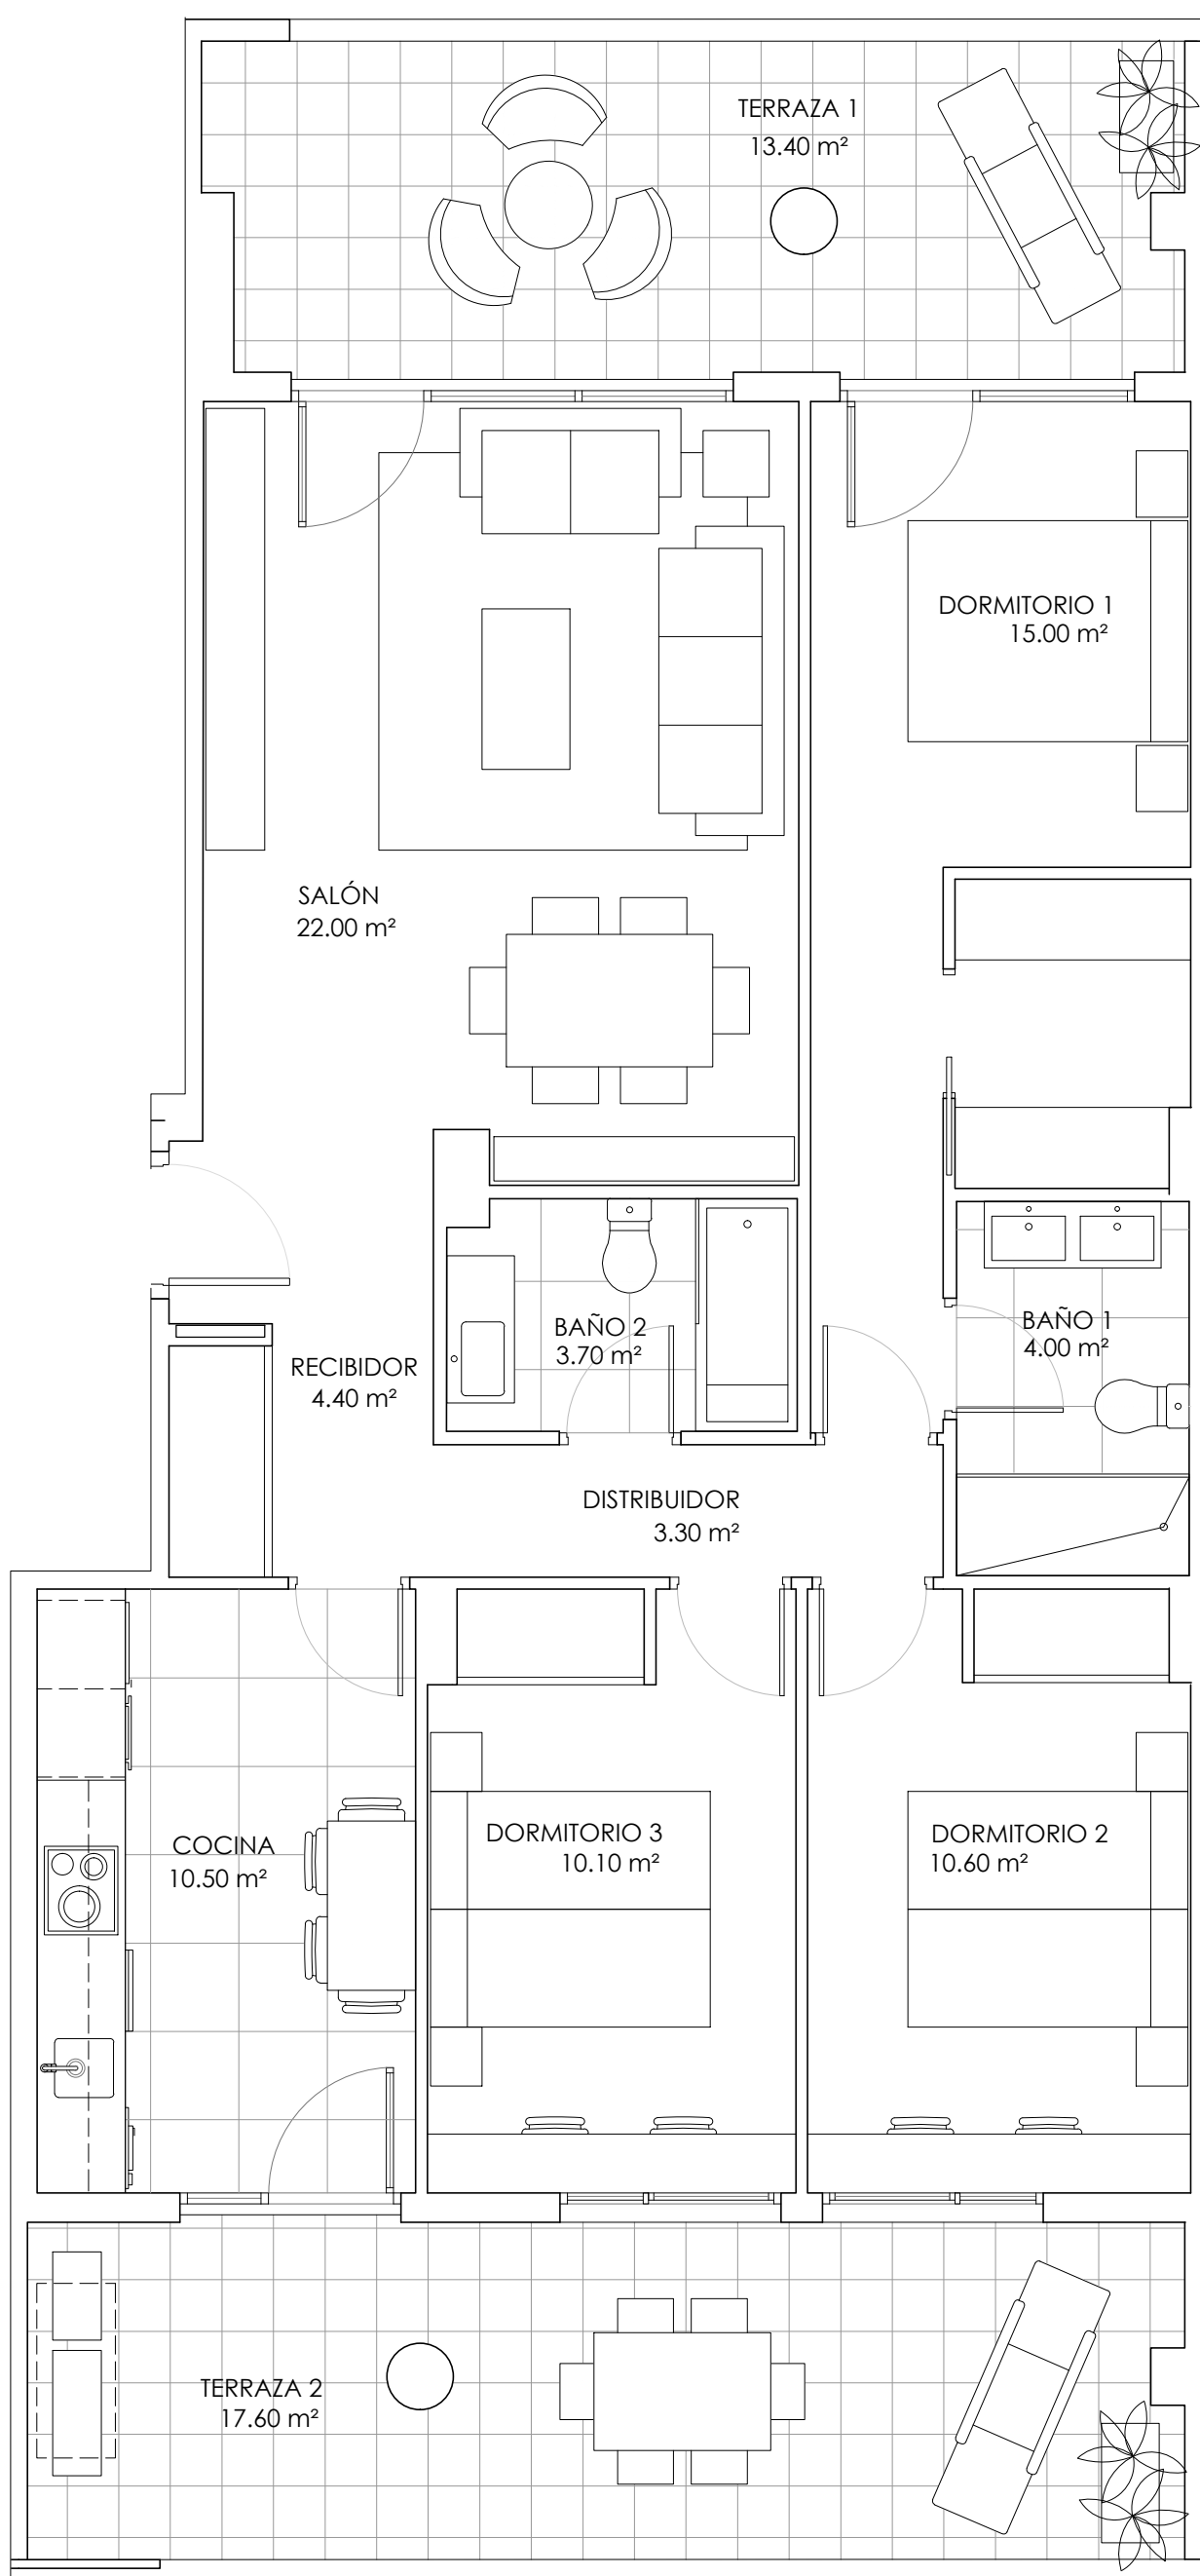 TERRAZA 1
13.40 m²
DORMITORIO 1
15.00 m²
SALÓN
22.00 m²
BAÑO 2
3.70 m²
BAÑO 1
4.00 m²
RECIBIDOR
4.40 m²
DISTRIBUIDOR
3.30 m²
COCINA
10.50 m²
DORMITORIO 3
10.10 m²
DORMITORIO 2
10.60 m²
TERRAZA 2
17.60 m²